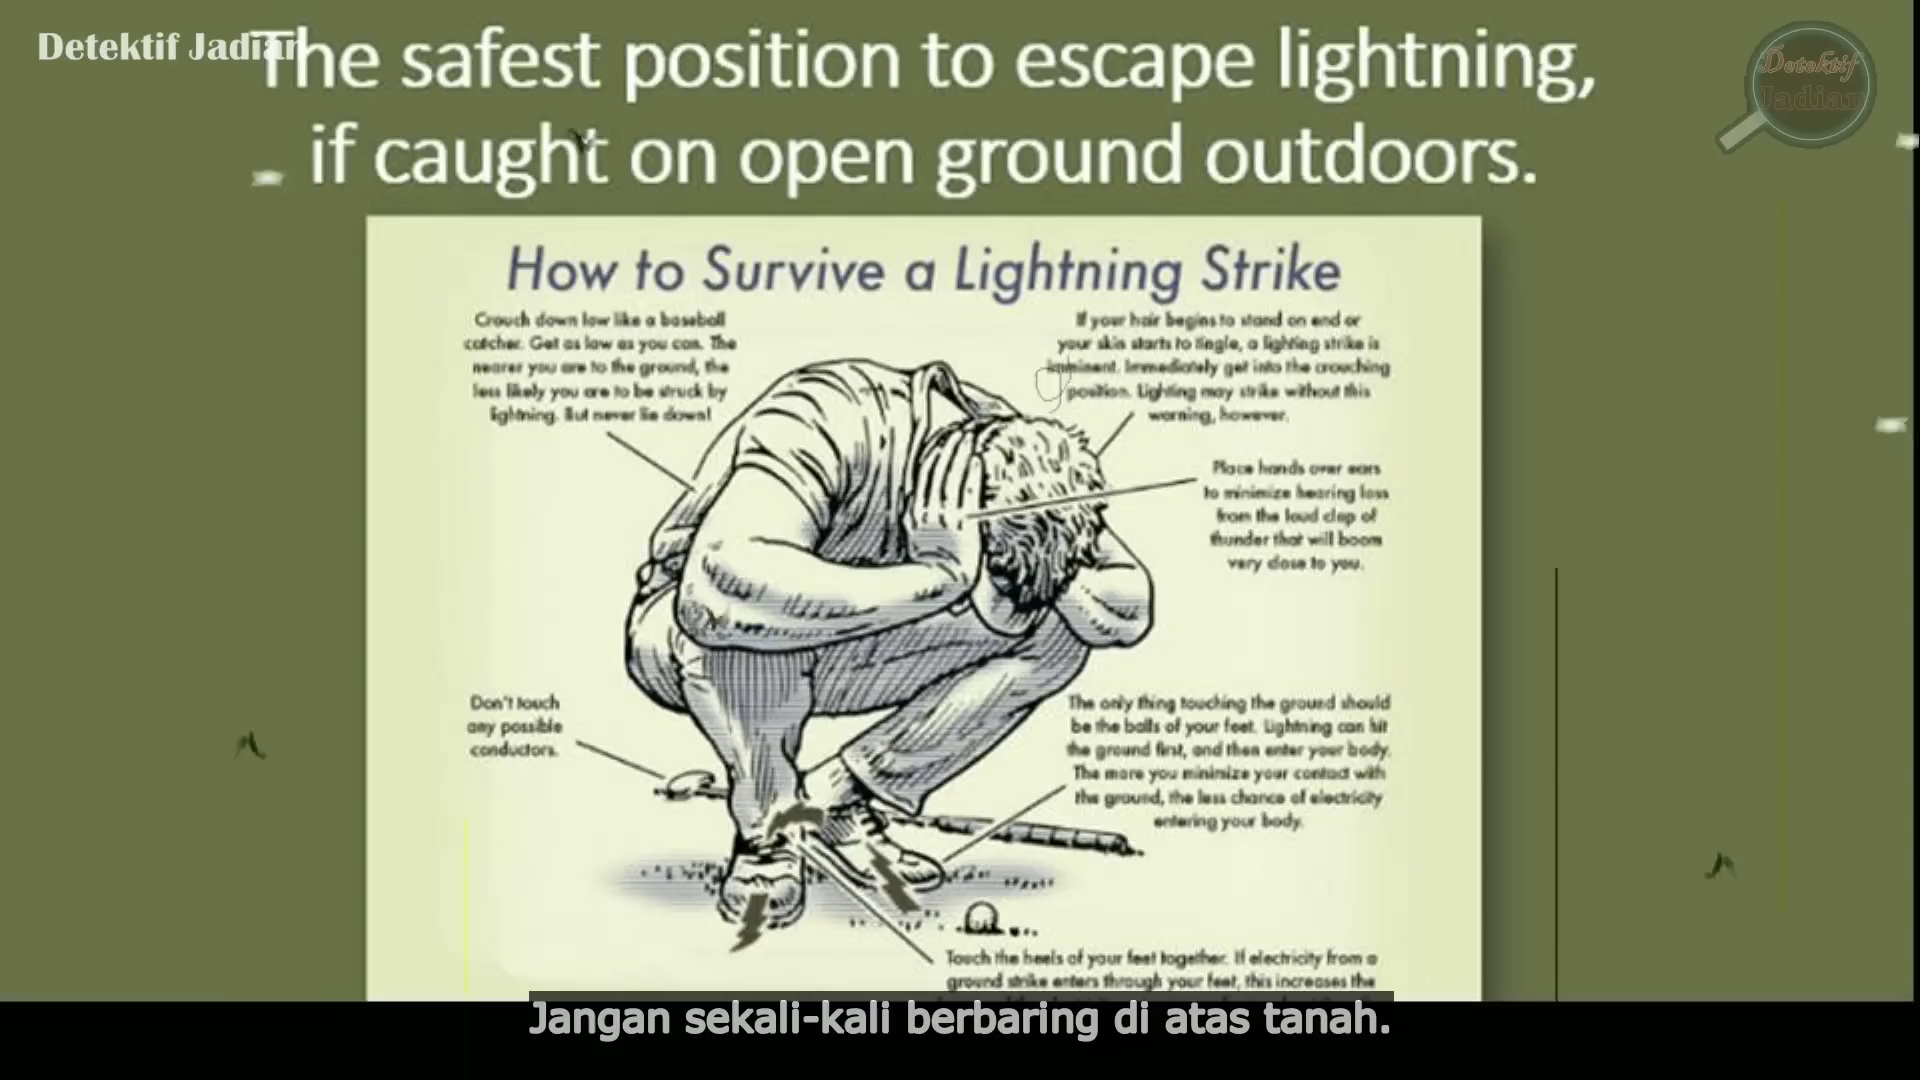 Detektif Jadian
The safest position to escape lightning,
if caught on open ground outdoors.
Detektif
Jadian
How to Survive a Lightning Strike
Crouch down low like a baseball
catcher. Get as low as you can. The
nearer you are to the ground, the
less likely you are to be struck by
lightning. But never lie down!
If your hair begins to stand on end or
your skin starts to tingle, a lighting strike is
imminent. Immediately get into the crouching
position. Lighting may strike without this
warning, however.
Place hands over ears
to minimize hearing loss
from the loud clap of
thunder that will boom
very close to you.
Don't touch
any possible
conductors.
The only thing touching the ground should
be the balls of your feet. Lightning can hit
the ground first, and then enter your body.
The more you minimize your contact with
the ground, the less chance of electricity
entering your body.
Touch the heels of your feet together. If electricity from a
ground strike enters through your feet, this increases the
Jangan sekali-kali berbaring di atas tanah.